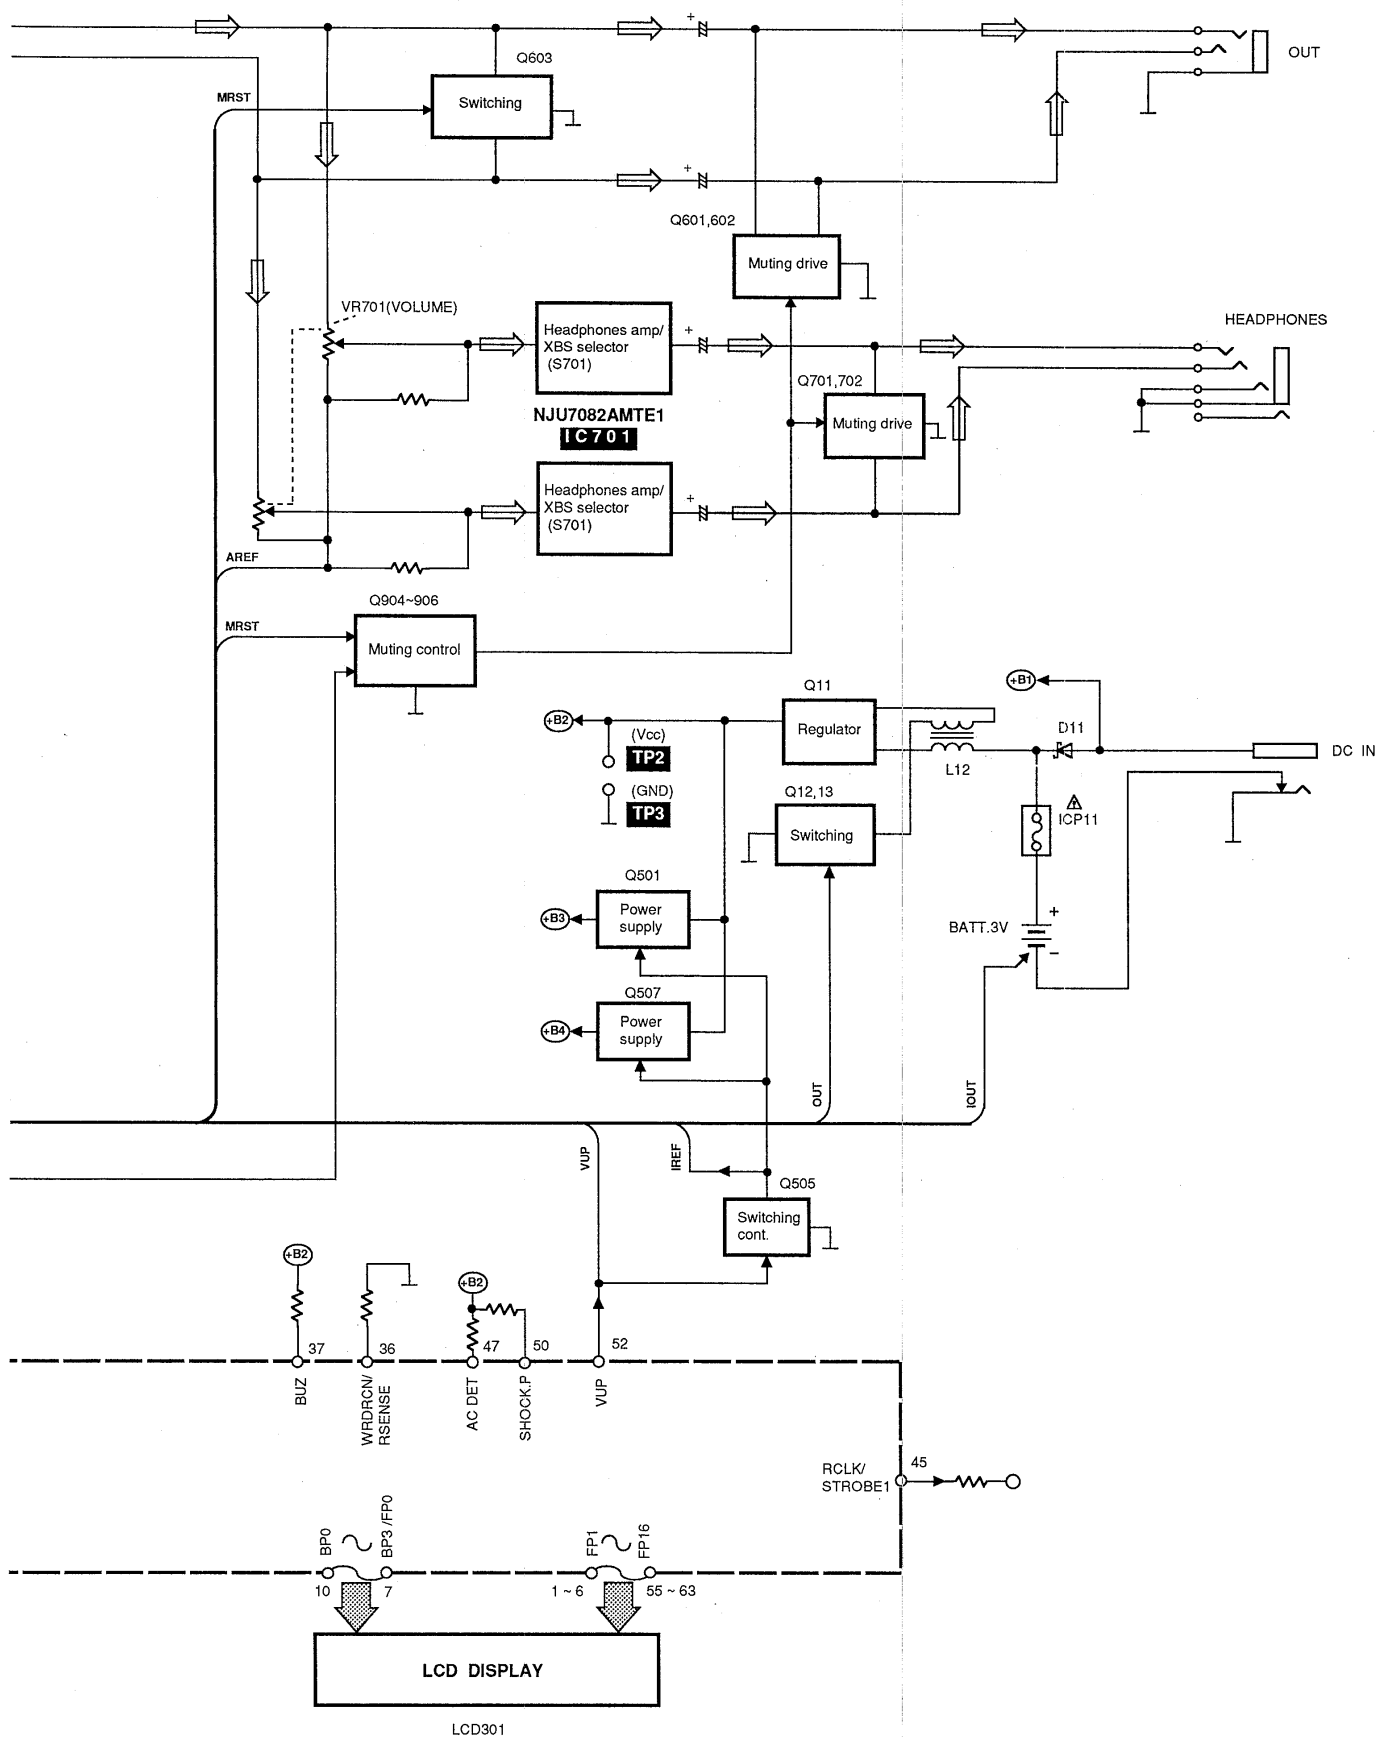 +
Q603
OUT
Switching
MRST
+
Q601,602
Muting drive
VR701(VOLUME)
HEADPHONES
Headphones amp/
XBS selector
(S701)
+
Q701,702
NJU7082AMTE1
IC701
Muting drive
Headphones amp/
XBS selector
(S701)
+
AREF
Q904~906
MRST
Muting control
+B1
Q11
+B2
Regulator
D11
(Vcc)
TP2
DC IN
L12
(GND)
TP3
Q12,13
Switching
ICP11
Q501
Power
supply
+B3
+
BATT.3V
−
Q507
Power
supply
+B4
OUT
IOUT
VUP
IREF
Q505
Switching
cont.
+B2
+B2
37
36
47
50
52
BUZ
WRDRCN/
RSENSE
AC DET
SHOCK.P
VUP
RCLK/
STROBE1
45
BP0
~
BP3 /FP0
FP1
~
FP16
10
7
1 ~ 6
55 ~ 63
LCD DISPLAY
LCD301